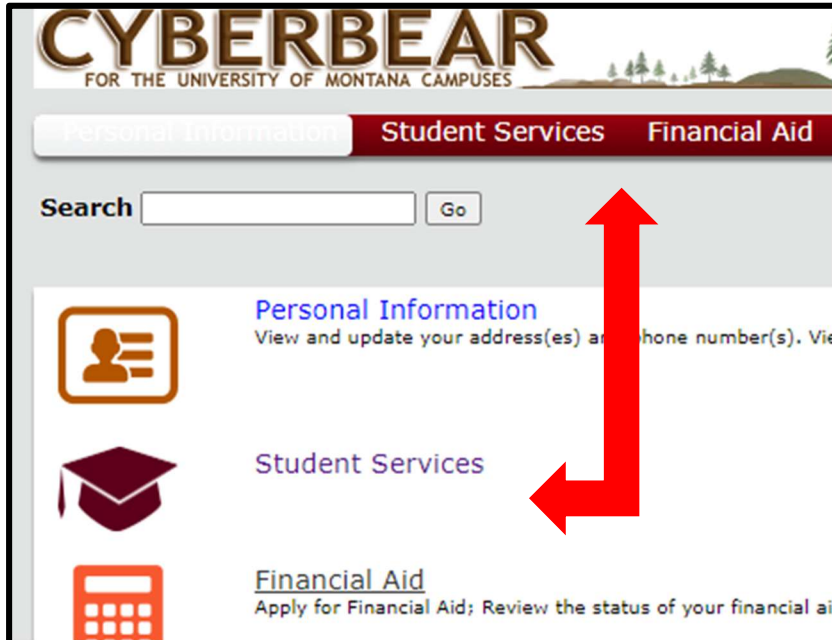 CYBERBEAR
FOR THE UNIVERSITY OF MONTANA CAMPUSES
Personal Information Student Services Financial Aid
Search Go
Personal Information
View and update your address(es) phone number(s).
Student Services
Financial Aid
Apply for Financial Aid; Review the status of your financial